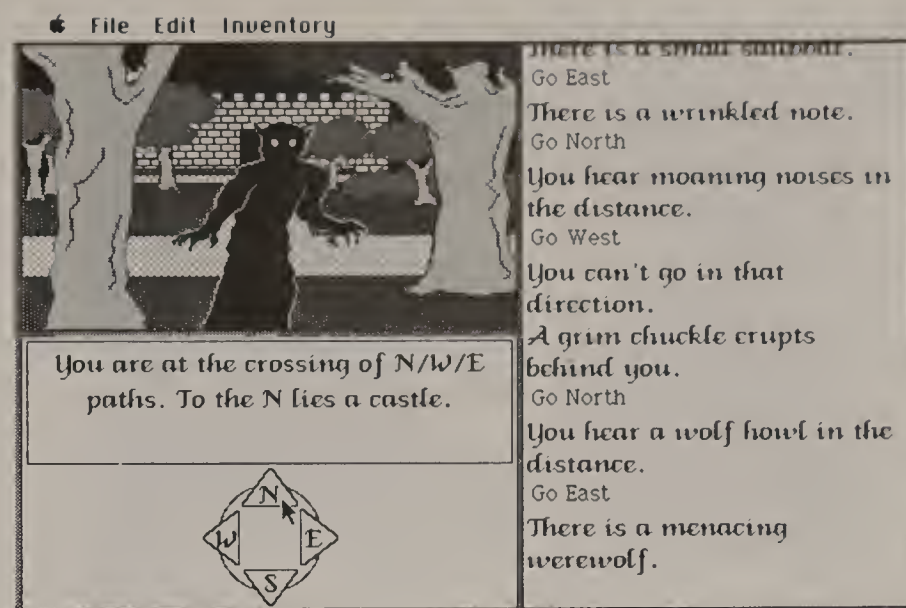 File Edit Inventory
You are at the crossing of N/W/E
paths. To the N lies a castle.
N
W E
S
There is a small
Go East
There is a wrinkled note.
Go North
You hear moaning noises in
the distance.
Go West
You can't go in that
direction.
A grim chuckle erupts
behind you.
Go North
You hear a wolf howl in the
distance.
Go East
There is a menacing
werewolf.